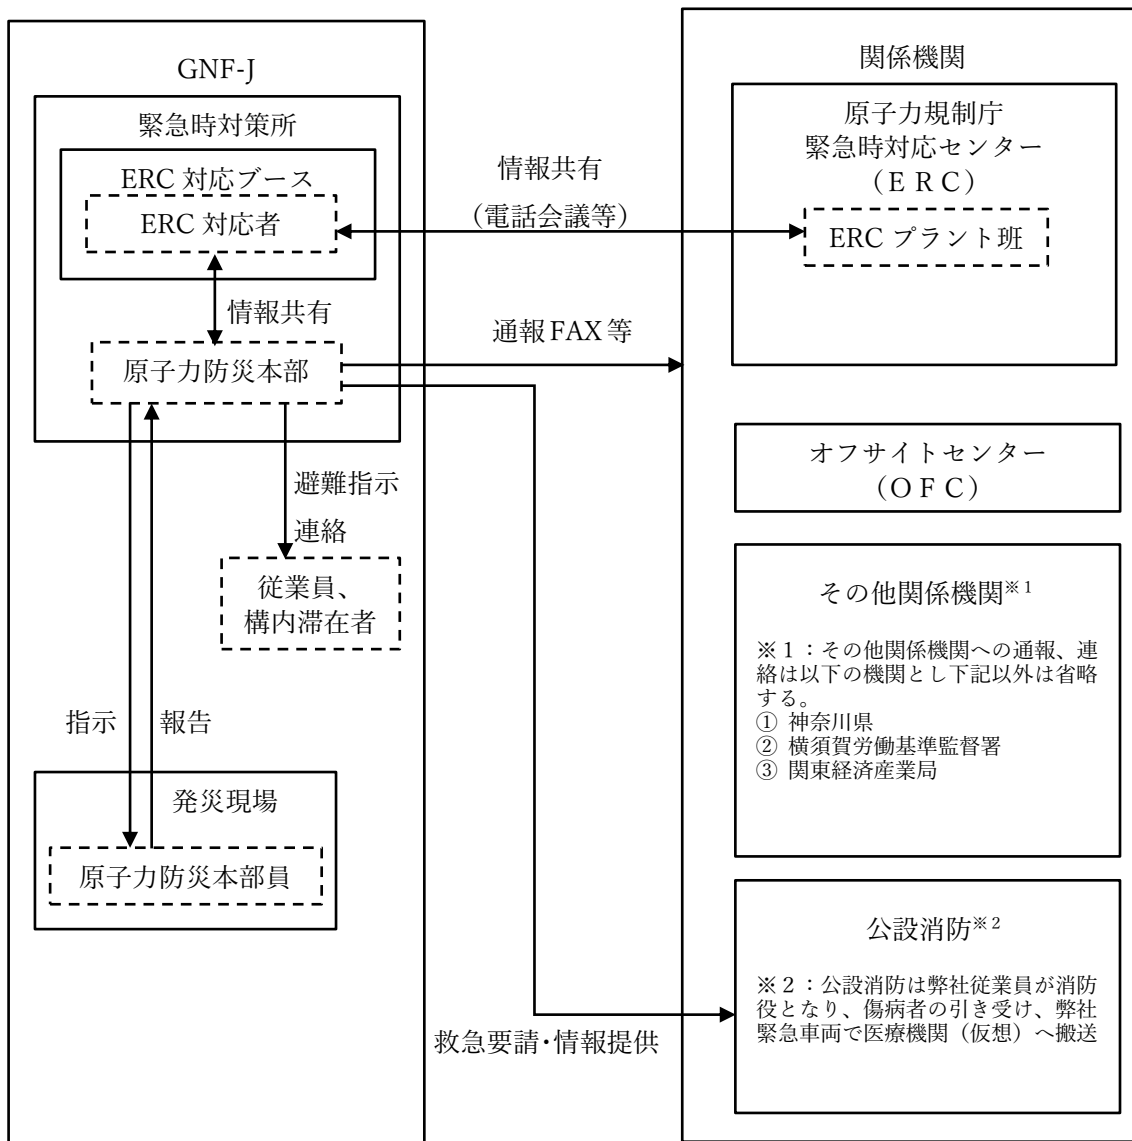 GNF-J
緊急時対策所
ERC 対応ブース
ERC 対応者
情報共有
原子力防災本部
避難指示
連絡
従業員、
構内滞在者
指示
報告
発災現場
原子力防災本部員
情報共有
（電話会議等）
通報 FAX 等
救急要請・情報提供
関係機関
原子力規制庁
緊急時対応センター
（ＥＲＣ）
ERC プラント班
オフサイトセンター
（ＯＦＣ）
その他関係機関※1
※１：その他関係機関への通報、連
絡は以下の機関とし下記以外は省略
する。
① 神奈川県
② 横須賀労働基準監督署
③ 関東経済産業局
公設消防※2
※２：公設消防は弊社従業員が消防
役となり、傷病者の引き受け、弊社
緊急車両で医療機関（仮想）へ搬送